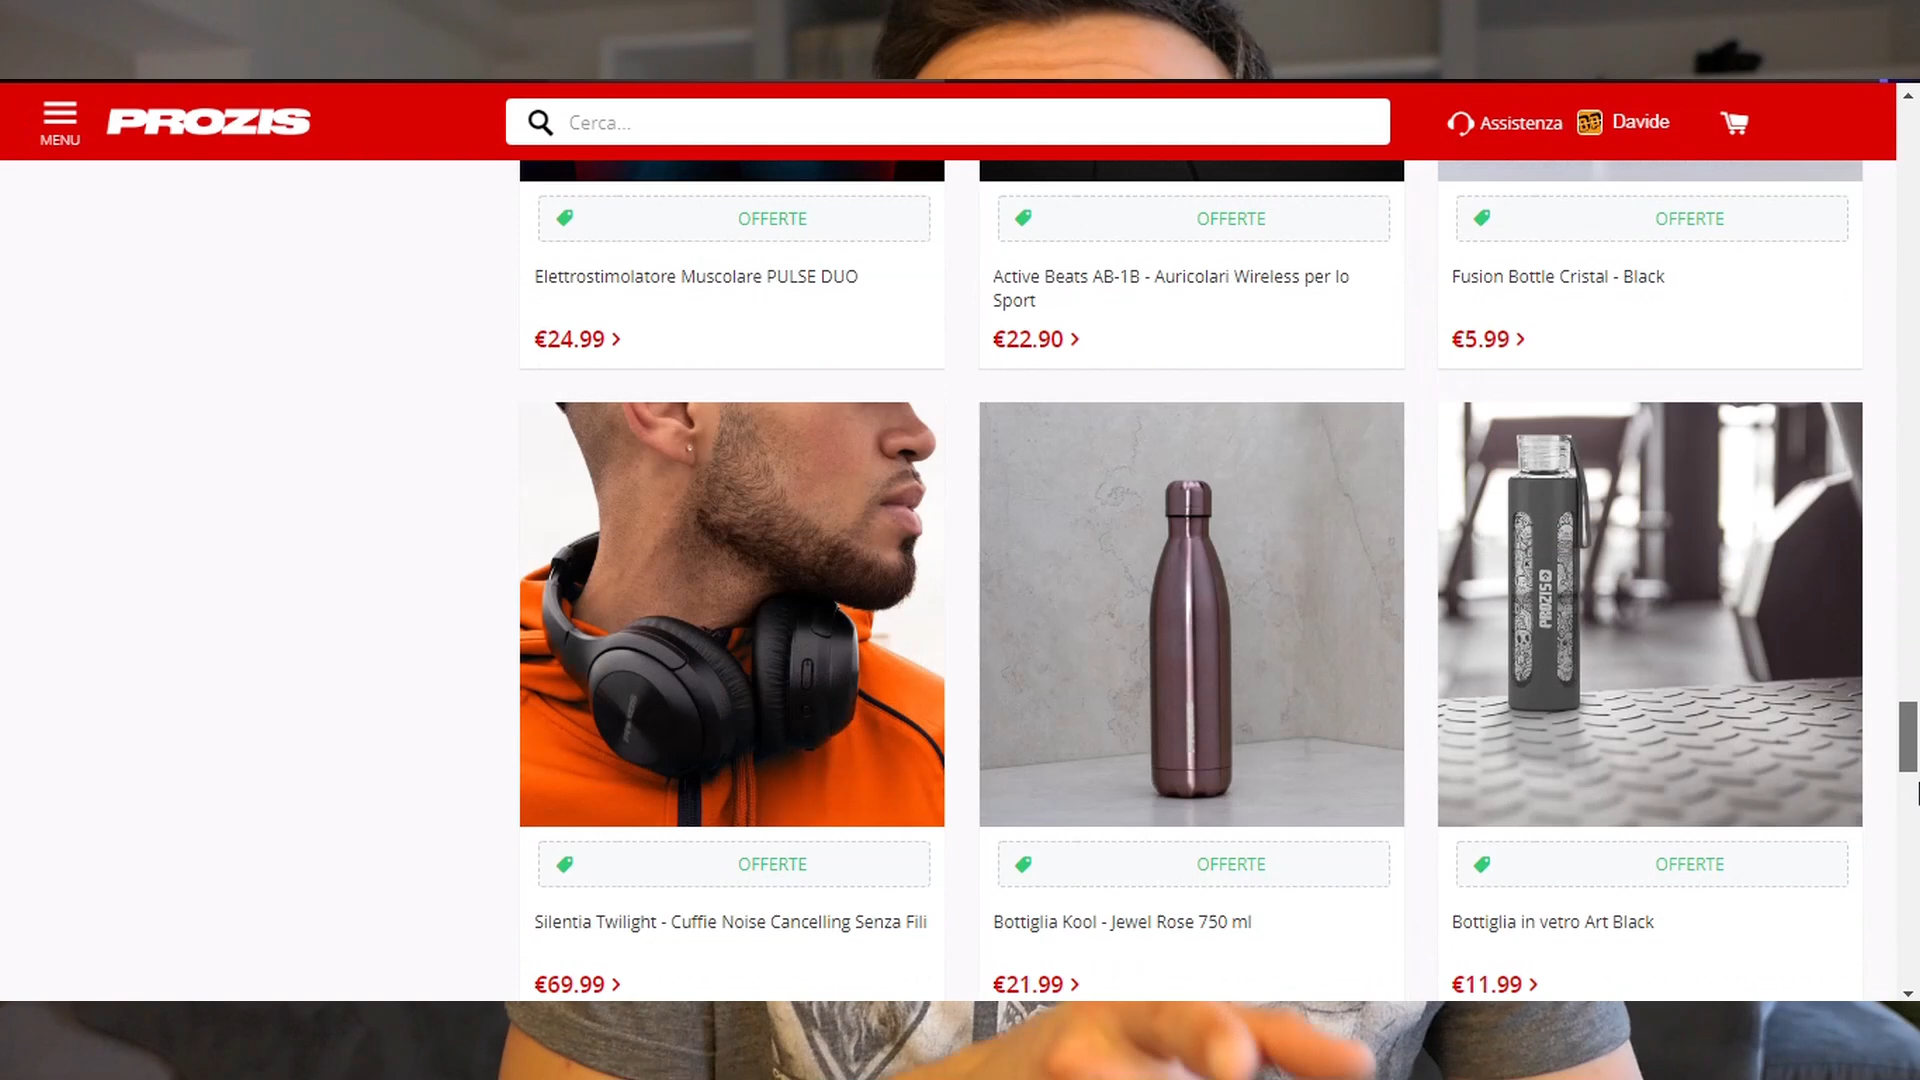 MENU
PROZIS
Cerca...
Assistenza
Davide
OFFERTE
OFFERTE
OFFERTE
Elettrostimolatore Muscolare PULSE DUO
Active Beats AB-1B - Auricolari Wireless per lo
Sport
Fusion Bottle Cristal - Black
€24.99 >
€22.90 >
€5.99 >
PROZIS
OFFERTE
OFFERTE
OFFERTE
Silentia Twilight - Cuffie Noise Cancelling Senza Fili
Bottiglia Kool - Jewel Rose 750 ml
Bottiglia in vetro Art Black
€69.99 >
€21.99 >
€11.99 >